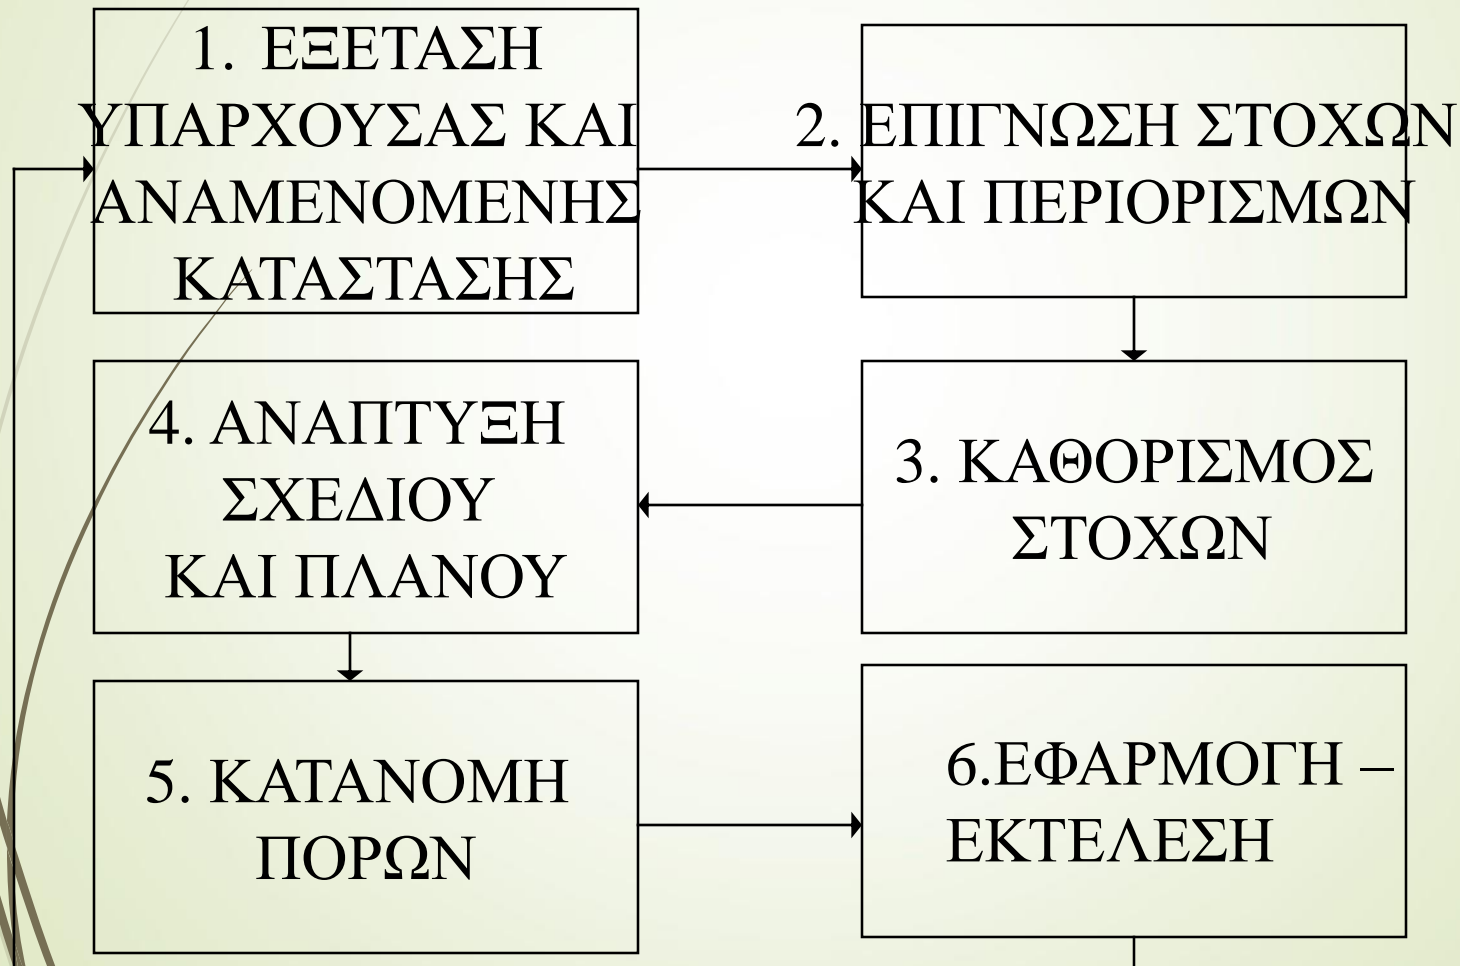 1. ΕΞΕΤΑΣΗ
ΥΠΑΡΧΟΥΣΑΣ ΚΑΙ
ΑΝΑΜΕΝΟΜΕΝΗΣ
ΚΑΤΑΣΤΑΣΗΣ
2. ΕΠΙΓΝΩΣΗ ΣΤΟΧΩΝ
ΚΑΙ ΠΕΡΙΟΡΙΣΜΩΝ
3. ΚΑΘΟΡΙΣΜΟΣ
ΣΤΟΧΩΝ
4. ΑΝΑΠΤΥΞΗ
ΣΧΕΔΙΟΥ
ΚΑΙ ΠΛΑΝΟΥ
5. ΚΑΤΑΝΟΜΗ
ΠΟΡΩΝ
6.ΕΦΑΡΜΟΓΗ –
ΕΚΤΕΛΕΣΗ